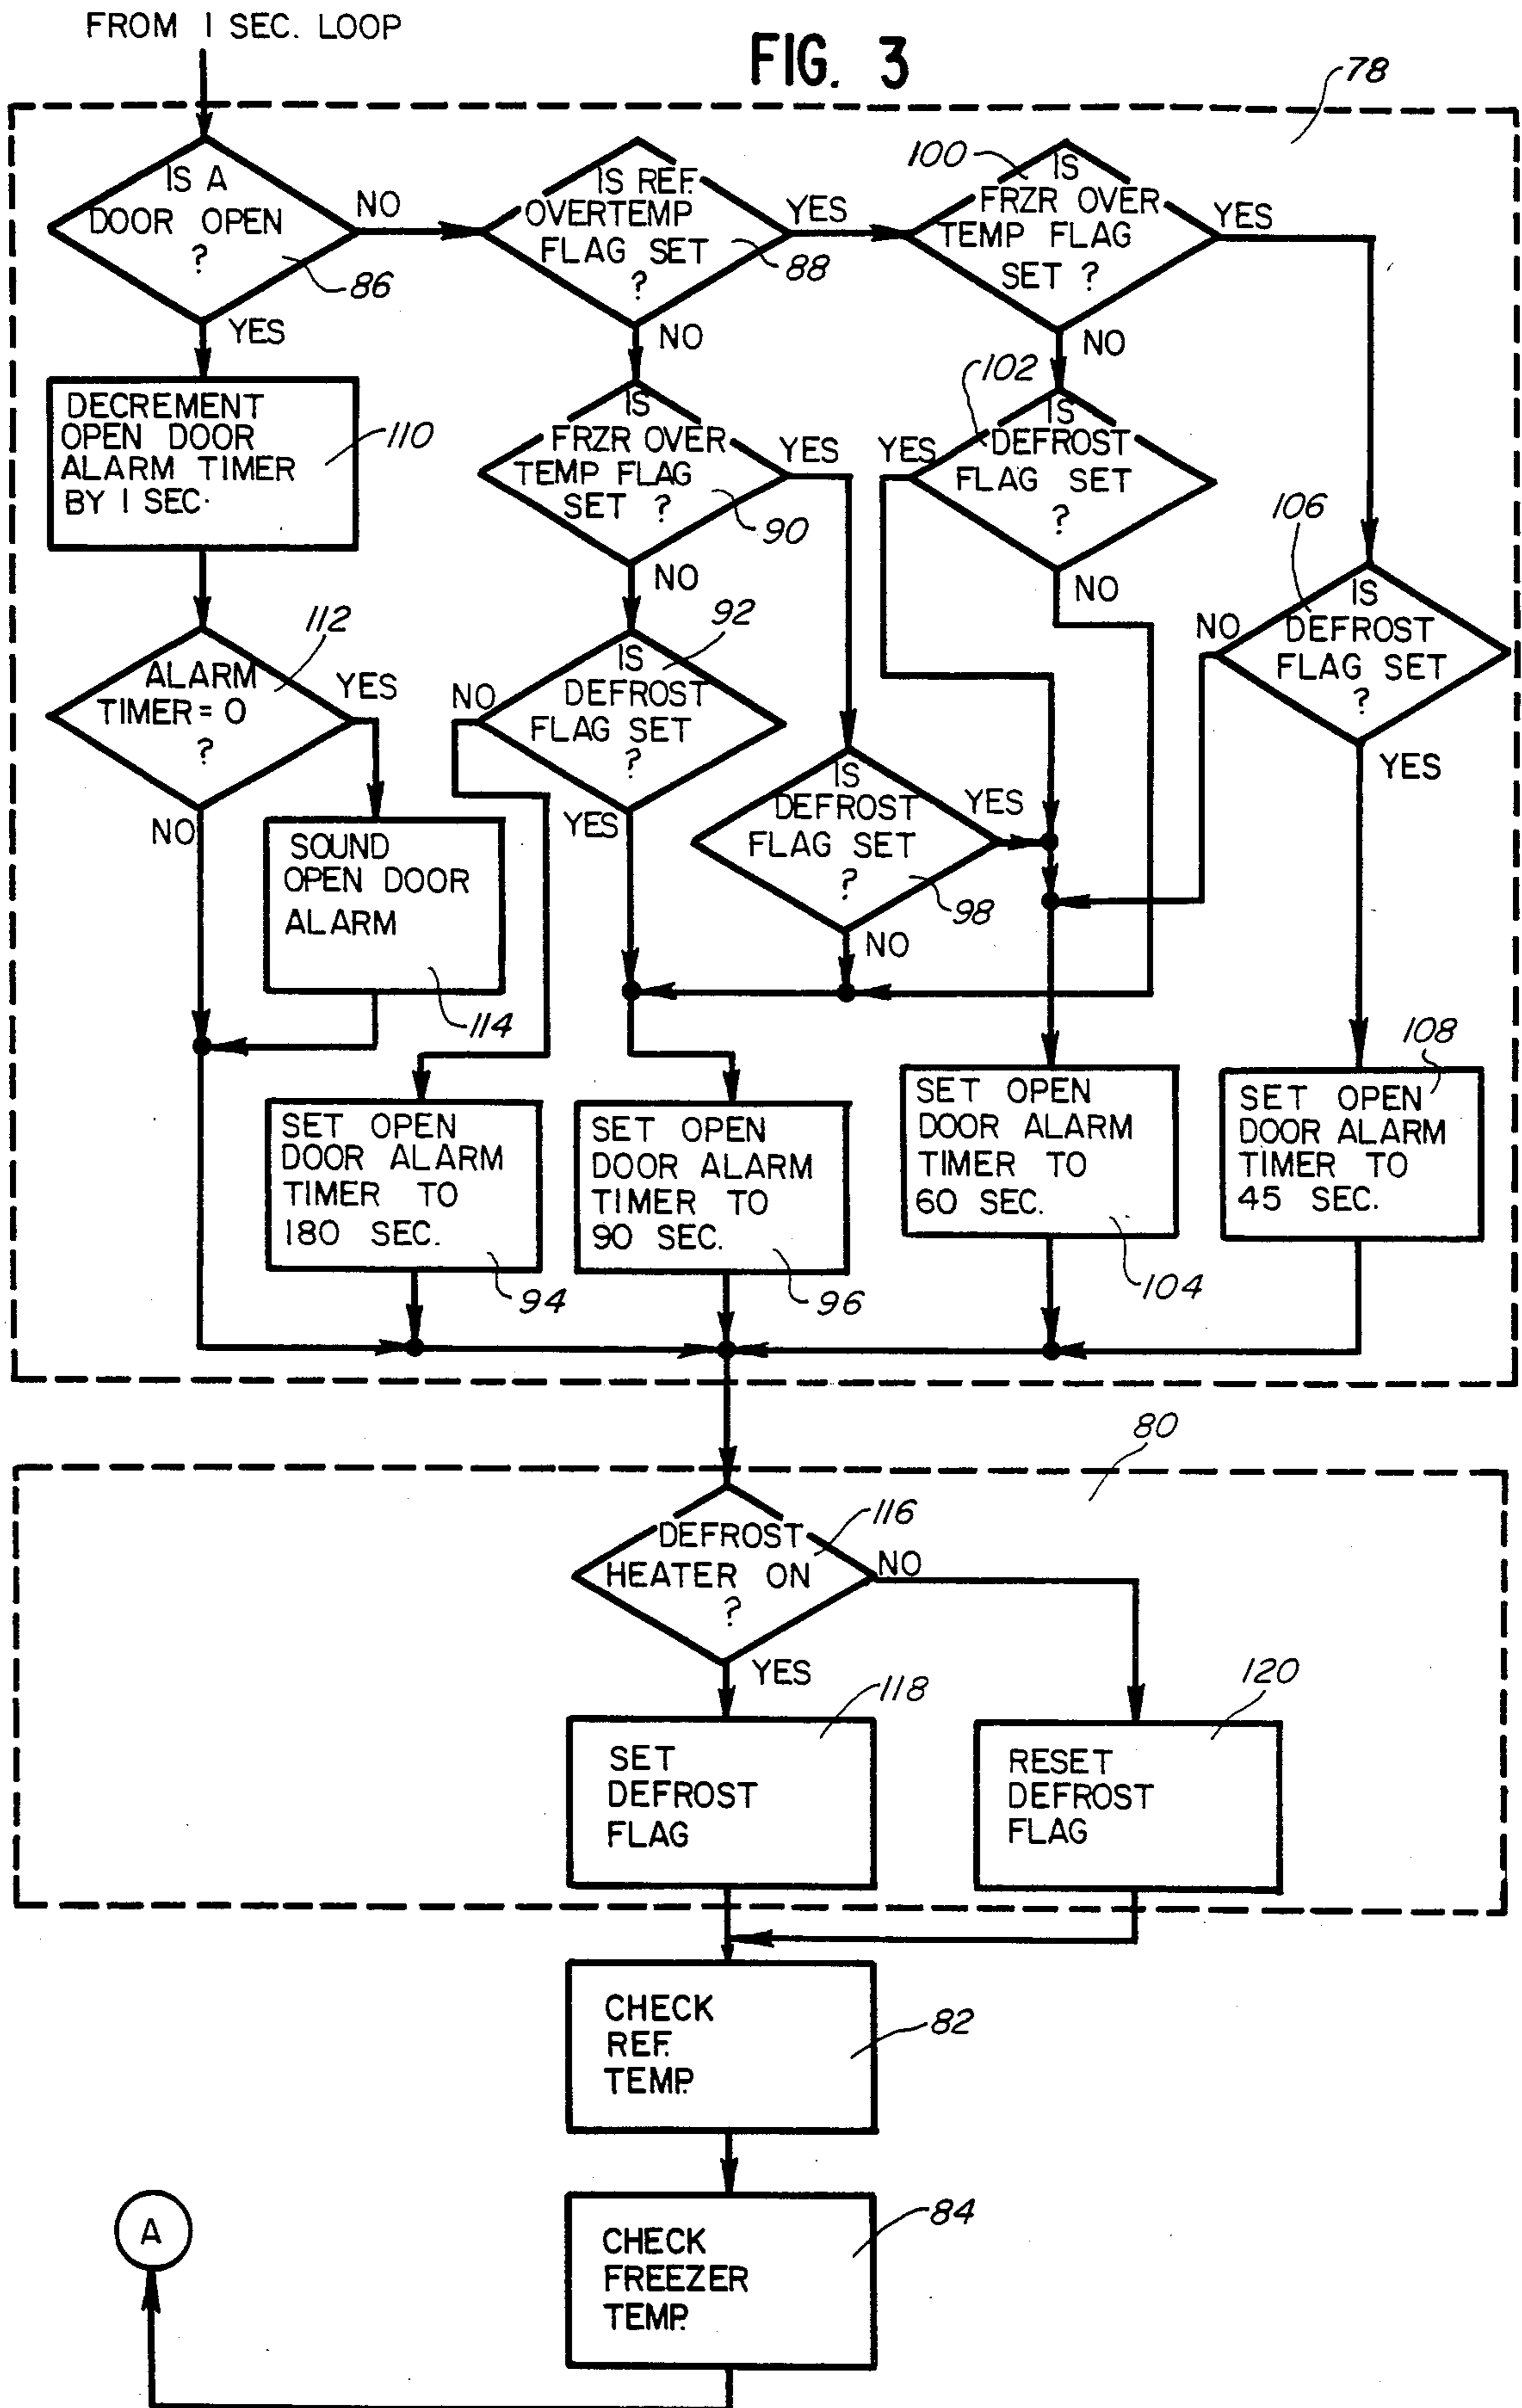 FROM 1 SEC. LOOP
FIG. 3
78
IS A
DOOR OPEN
?
86
NO
YES
IS REF.
OVERTEMP
FLAG SET
?
88
YES
NO
100
IS
FRZR OVER
TEMP FLAG
SET ?
YES
NO
DECREMENT
OPEN DOOR
ALARM TIMER
BY 1 SEC.
110
IS
FRZR OVER
TEMP FLAG
SET ?
90
YES
NO
102
IS
DEFROST
FLAG SET
?
YES
NO
106
IS
DEFROST
FLAG SET
?
NO
YES
112
ALARM
TIMER = 0
?
YES
NO
92
IS
DEFROST
FLAG SET
?
NO
YES
IS
DEFROST
FLAG SET
?
98
YES
NO
SOUND
OPEN DOOR
ALARM
114
SET OPEN
DOOR ALARM
TIMER TO
180 SEC.
94
SET OPEN
DOOR ALARM
TIMER TO
90 SEC.
96
SET OPEN
DOOR ALARM
TIMER TO
60 SEC.
104
108
SET OPEN
DOOR ALARM
TIMER TO
45 SEC.
80
DEFROST
HEATER ON
?
116
NO
YES
118
SET
DEFROST
FLAG
120
RESET
DEFROST
FLAG
CHECK
REF.
TEMP.
82
CHECK
FREEZER
TEMP.
84
A